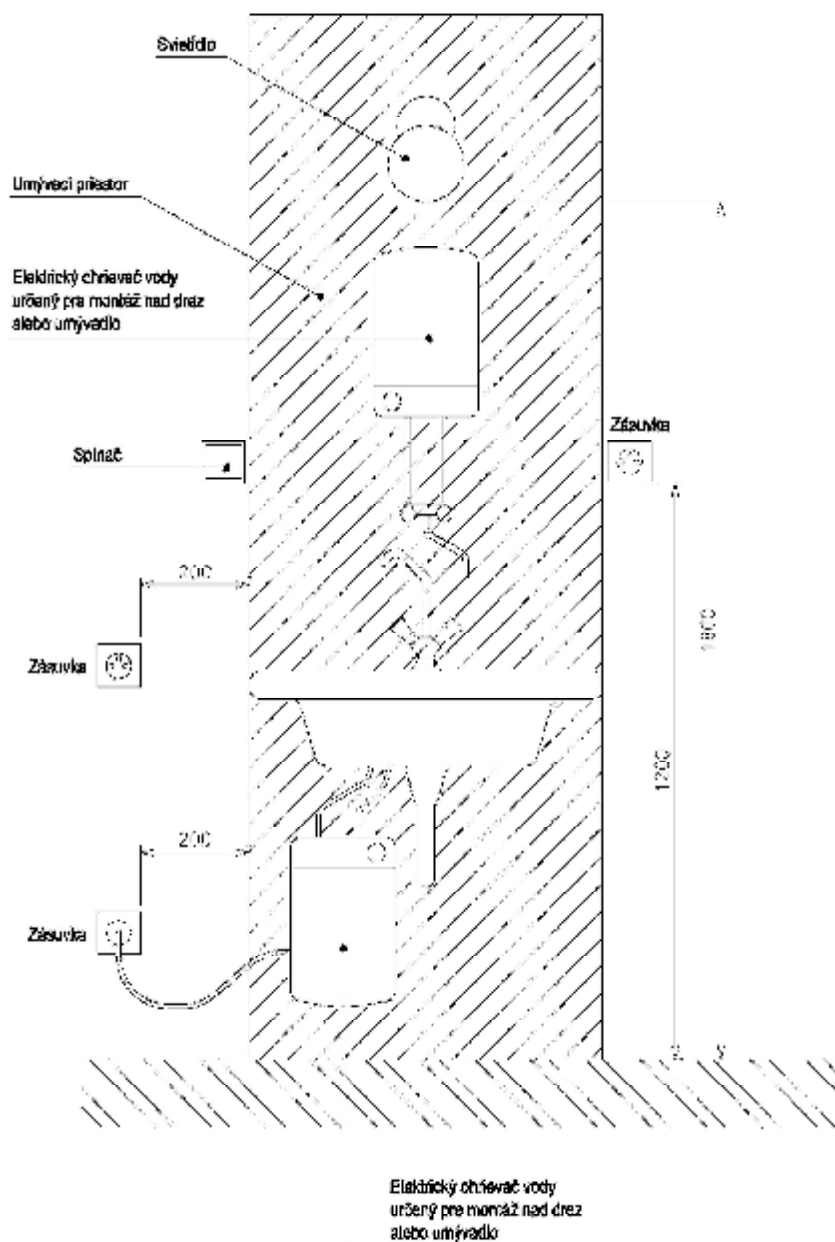 Svietidlo
Umývací priestor
Elektrický ohrievač vody
určený pre montáž nad drez
alebo umývadlo
Zásuvka
Spínač
200
1800
Zásuvka
1200
200
Zásuvka
Elektrický ohrievač vody
určený pre montáž nad drez
alebo umývadlo